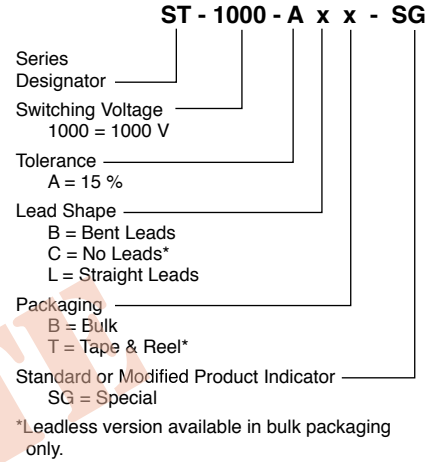 ST - 1000 - A x x - SG
Series
Designator
Switching Voltage
1000 = 1000 V
Tolerance
A = 15 %
Lead Shape
B = Bent Leads
C = No Leads*
L = Straight Leads
Packaging
B = Bulk
T = Tape & Reel*
Standard or Modified Product Indicator
SG = Special
*Leadless version available in bulk packaging
only.